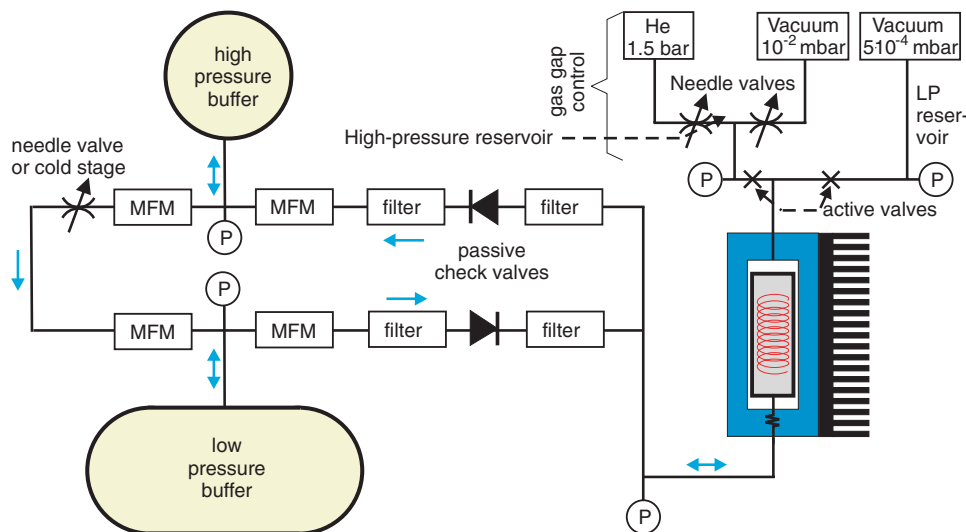 He
1.5 bar
Vacuum
10-2 mbar
Vacuum
5·10-4 mbar
gas gap
control
Needle valves
High-pressure reservoir
LP
reser-
voir
high
pressure
buffer
needle valve
or cold stage
P
P
active valves
MFM
MFM
filter
filter
P
passive
check valves
P
MFM
MFM
filter
filter
low
pressure
buffer
P